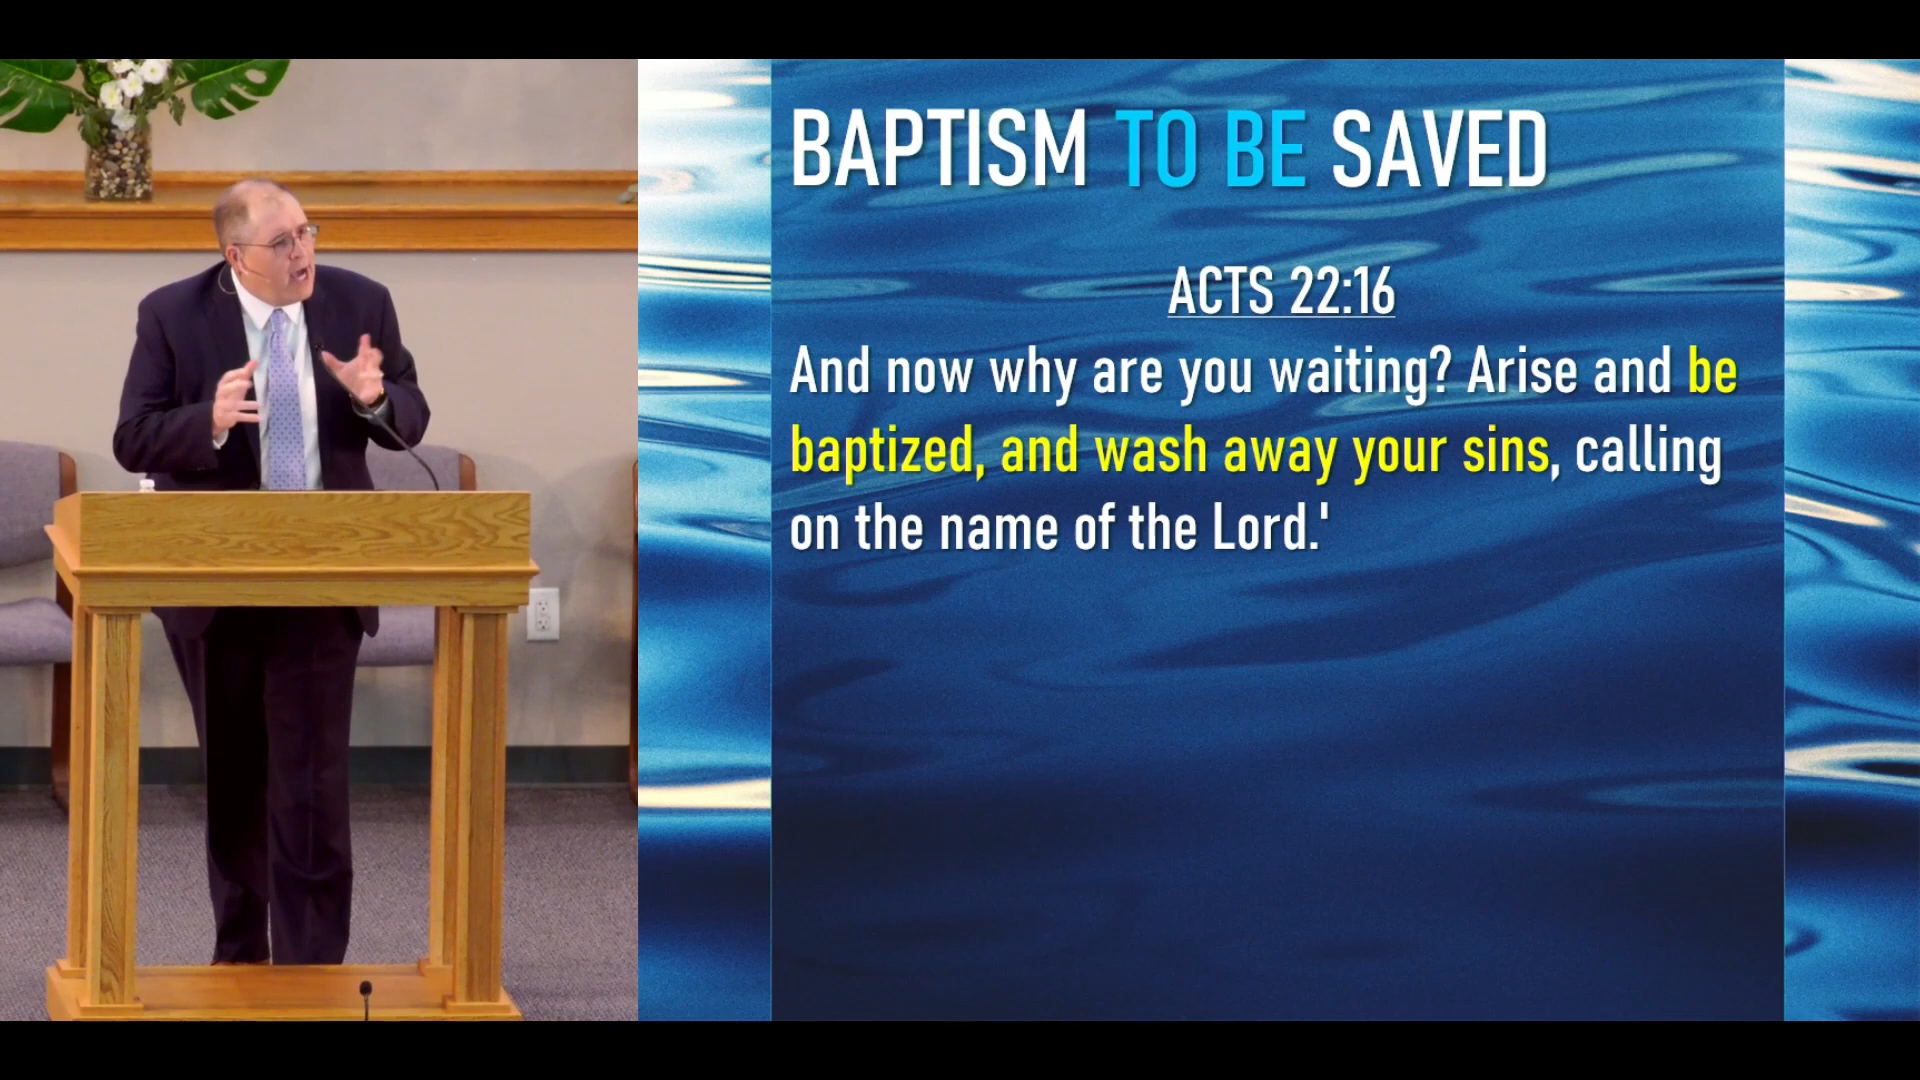 BAPTISM TO BE SAVED
ACTS 22:16
And now why are you waiting? Arise and be
baptized, and wash away your sins, calling
on the name of the Lord.'